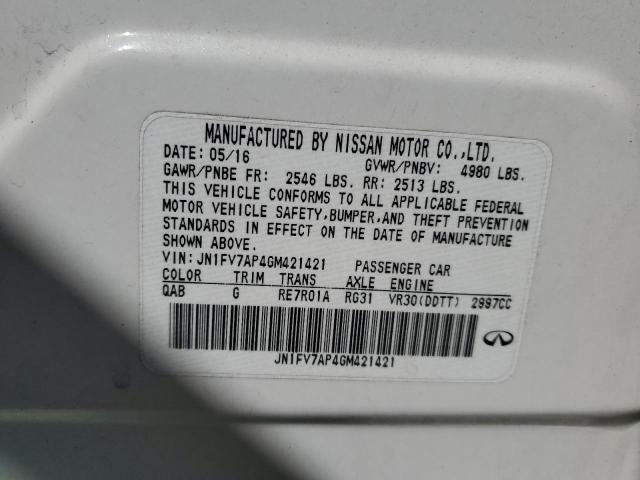 MANUFACTURED BY NISSAN MOTOR CO.,LTD.
DATE: 05/16 GVWR/PNBV: 4980 LBS.
GAWR/PNBE FR: 2546 LBS. RR: 2513 LBS.
THIS VEHICLE CONFORMS TO ALL APPLICABLE FEDERAL
MOTOR VEHICLE SAFETY,BUMPER,AND THEFT PREVENTION
STANDARDS IN EFFECT ON THE DATE OF MANUFACTURE
SHOWN ABOVE.
VIN: JN1FV7AP4GM421421 PASSENGER CAR
COLOR TRIM TRANS AXLE ENGINE
QAB G RE7R01A RG31 VR30(DDTT) 2997CC
JN1FV7AP4GM421421